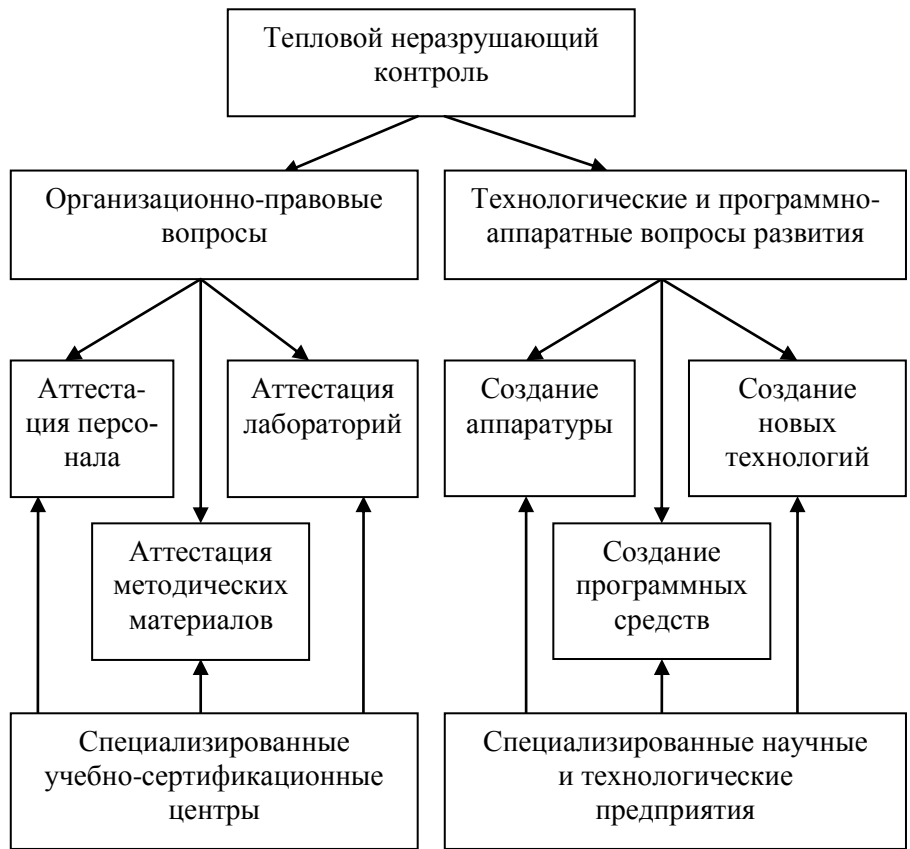 Тепловой неразрушающий
контроль
Организационно-правовые
вопросы
Технологические и программно-
аппаратные вопросы развития
Аттеста-
ция персо-
нала
Аттестация
лабораторий
Создание
аппаратуры
Создание
новых
технологий
Аттестация
методических
материалов
Создание
программных
средств
Специализированные
учебно-сертификационные
центры
Специализированные научные
и технологические
предприятия